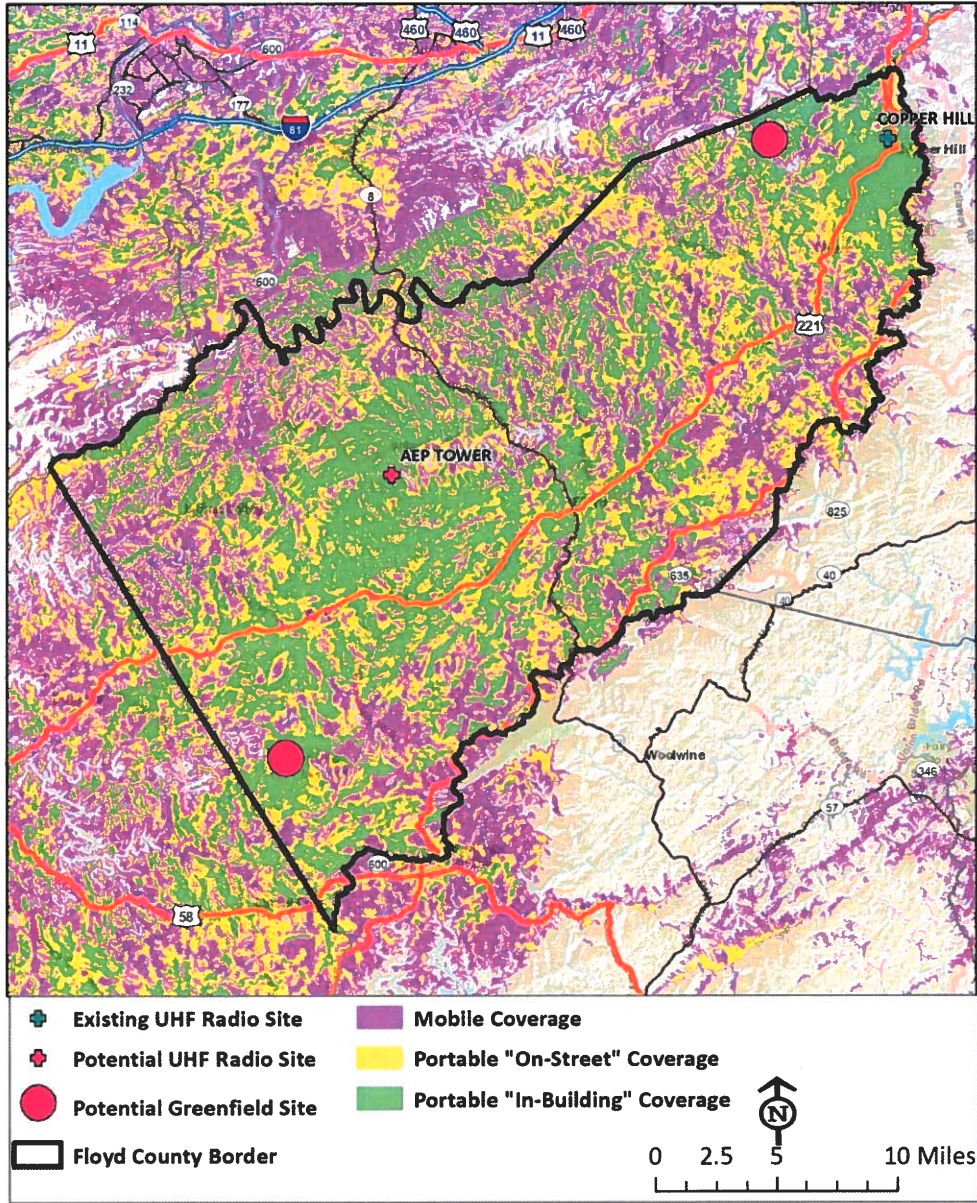 460
460
11
460
114
11
600
232
177
81
COPPER HILL
er Hill
8
600
221
AEP TOWER
825
635
40
40
Woolwine
346
57
600
58
Existing UHF Radio Site
Potential UHF Radio Site
Potential Greenfield Site
Floyd County Border
Mobile Coverage
Portable "On-Street" Coverage
Portable "In-Building" Coverage
N
0 2.5 5 10 Miles